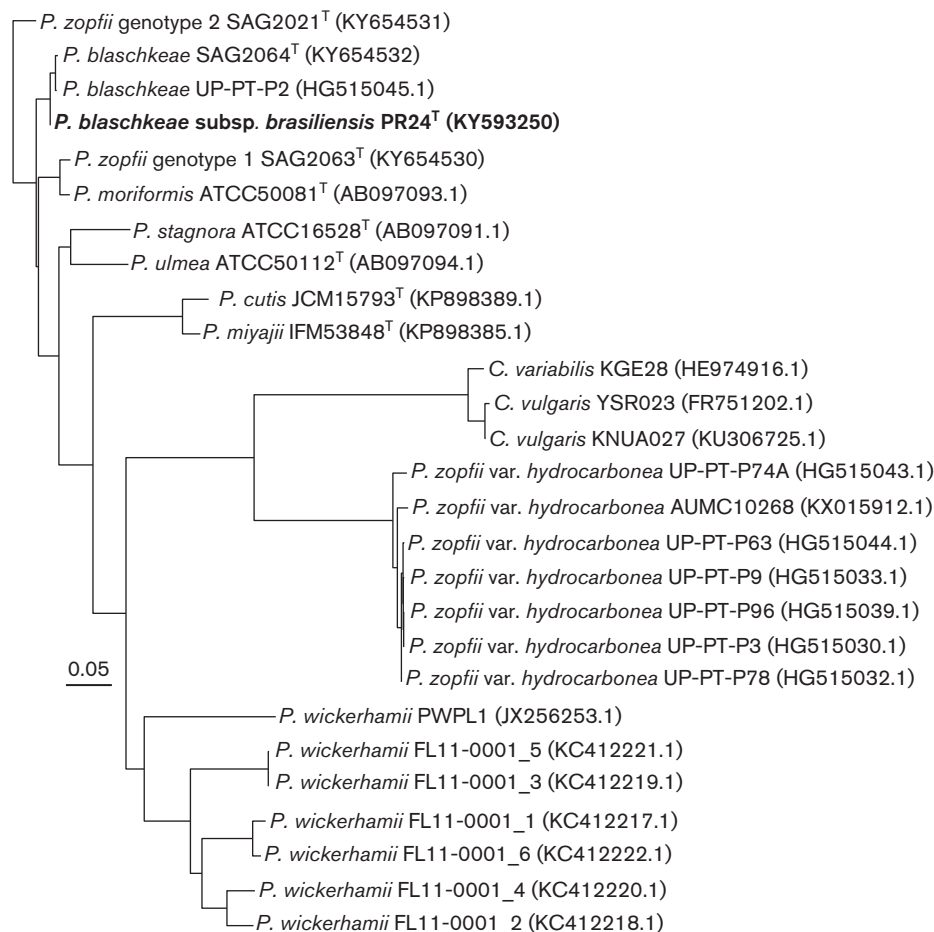 P. zopfii genotype 2 SAG2021T (KY654531)
P. blaschkeae SAG2064T (KY654532)
P. blaschkeae UP-PT-P2 (HG515045.1)
P. blaschkeae subsp. brasiliensis PR24T (KY593250)
P. zopfii genotype 1 SAG2063T (KY654530)
P. moriformis ATCC50081T (AB097093.1)
P. stagnora ATCC16528T (AB097091.1)
P. ulmea ATCC50112T (AB097094.1)
P. cutis JCM15793T (KP898389.1)
P. miyajii IFM53848T (KP898385.1)
C. variabilis KGE28 (HE974916.1)
C. vulgaris YSR023 (FR751202.1)
C. vulgaris KNUA027 (KU306725.1)
P. zopfii var. hydrocarbonea UP-PT-P74A (HG515043.1)
P. zopfii var. hydrocarbonea AUMC10268 (KX015912.1)
P. zopfii var. hydrocarbonea UP-PT-P63 (HG515044.1)
P. zopfii var. hydrocarbonea UP-PT-P9 (HG515033.1)
P. zopfii var. hydrocarbonea UP-PT-P96 (HG515039.1)
P. zopfii var. hydrocarbonea UP-PT-P3 (HG515030.1)
0.05
P. zopfii var. hydrocarbonea UP-PT-P78 (HG515032.1)
P. wickerhamii PWPL1 (JX256253.1)
P. wickerhamii FL11-0001_5 (KC412221.1)
P. wickerhamii FL11-0001_3 (KC412219.1)
P. wickerhamii FL11-0001_1 (KC412217.1)
P. wickerhamii FL11-0001_6 (KC412222.1)
P. wickerhamii FL11-0001_4 (KC412220.1)
P. wickerhamii FL11-0001 2 (KC412218.1)